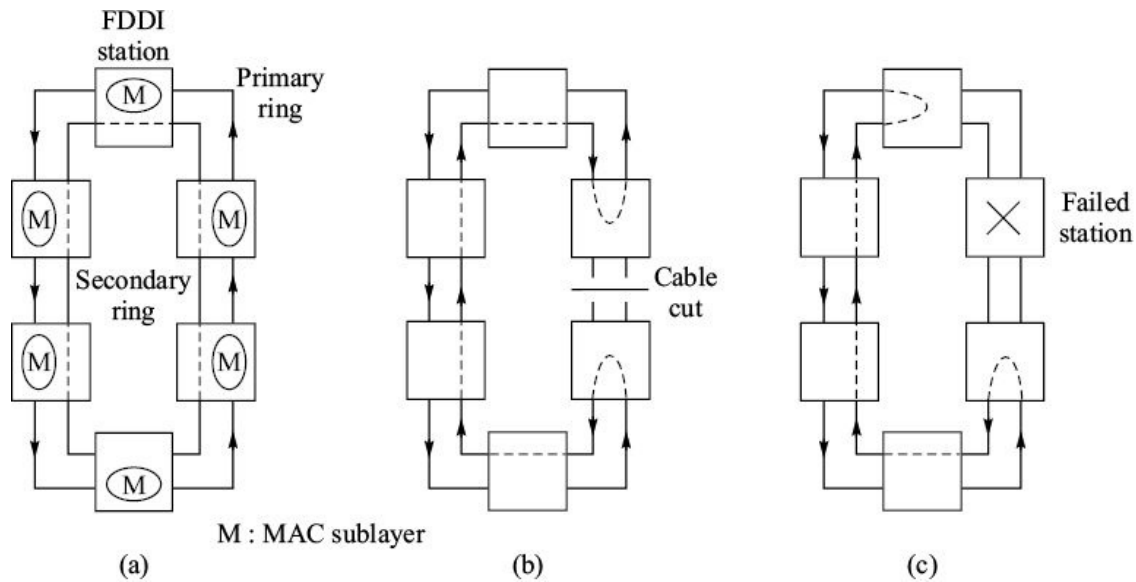 FDDI
station
M
Primary
ring
M
M
Secondary
ring
M
M
M
M : MAC sublayer
(a)
Cable
cut
(b)
Failed
station
(c)